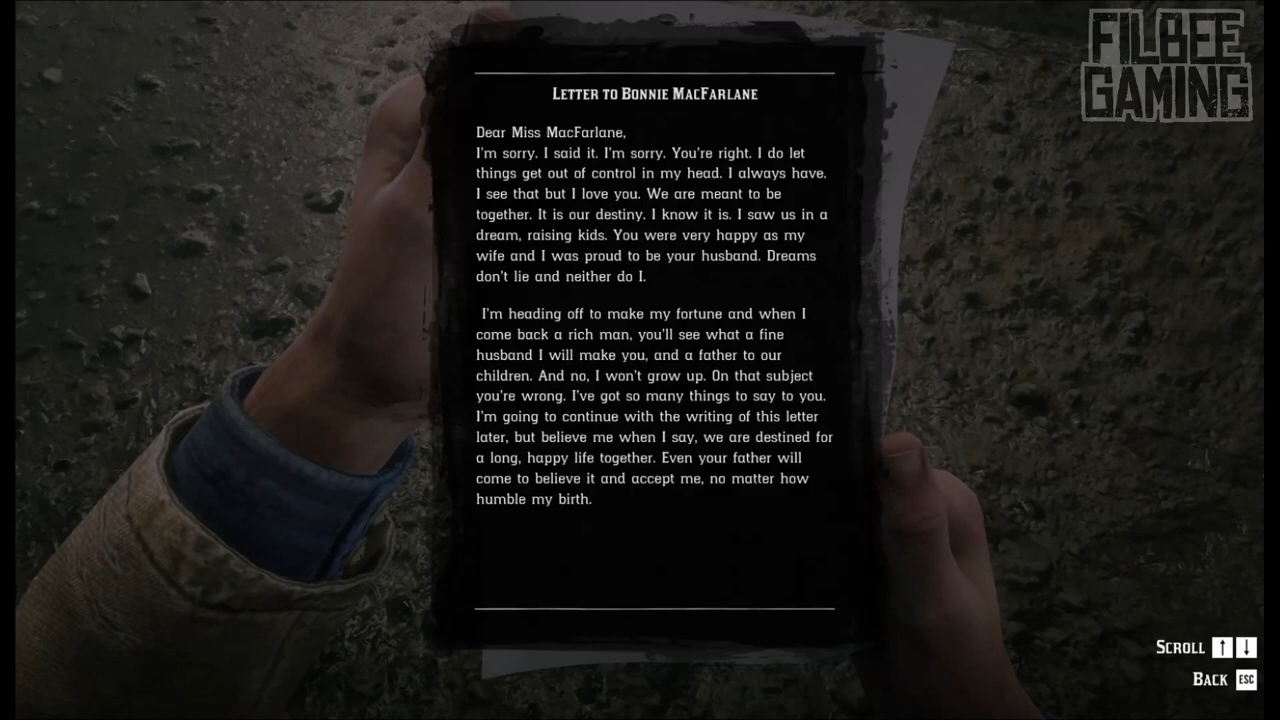 FILBEE
GAMING
Letter to Bonnie MacFarlane
Dear Miss MacFarlane,
I'm sorry. I said it. I'm sorry. You're right. I do let
things get out of control in my head. I always have.
I see that but I love you. We are meant to be
together. It is our destiny. I know it is. I saw us in a
dream, raising kids. You were very happy as my
wife and I was proud to be your husband. Dreams
don't lie and neither do I.
I'm heading off to make my fortune and when I
come back a rich man, you'll see what a fine
husband I will make you, and a father to our
children. And no, I won't grow up. On that subject
you're wrong. I've got so many things to say to you.
I'm going to continue with the writing of this letter
later, but believe me when I say, we are destined for
a long, happy life together. Even your father will
come to believe it and accept me, no matter how
humble my birth.
Scroll ↑ ↓
Back ESC